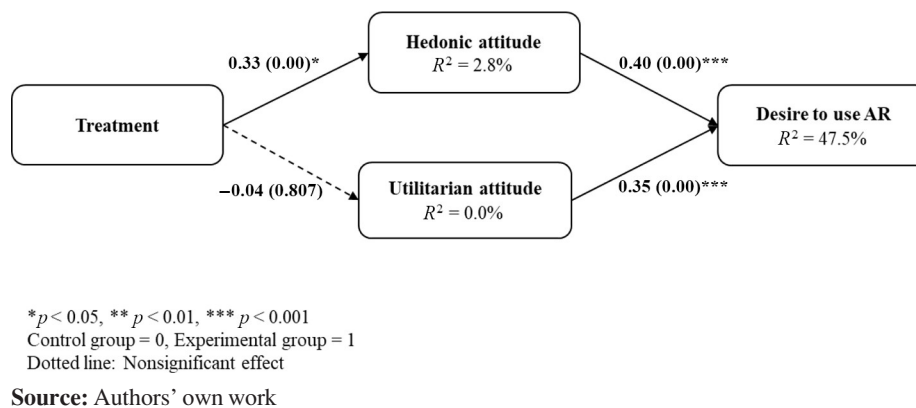 Hedonic attitude
R² = 2.8%
0.33 (0.00)*
0.40 (0.00)***
Treatment
Desire to use AR
R² = 47.5%
−0.04 (0.807)
Utilitarian attitude
R² = 0.0%
0.35 (0.00)***
*p < 0.05, ** p < 0.01, *** p < 0.001
Control group = 0, Experimental group = 1
Dotted line: Nonsignificant effect
Source: Authors’ own work